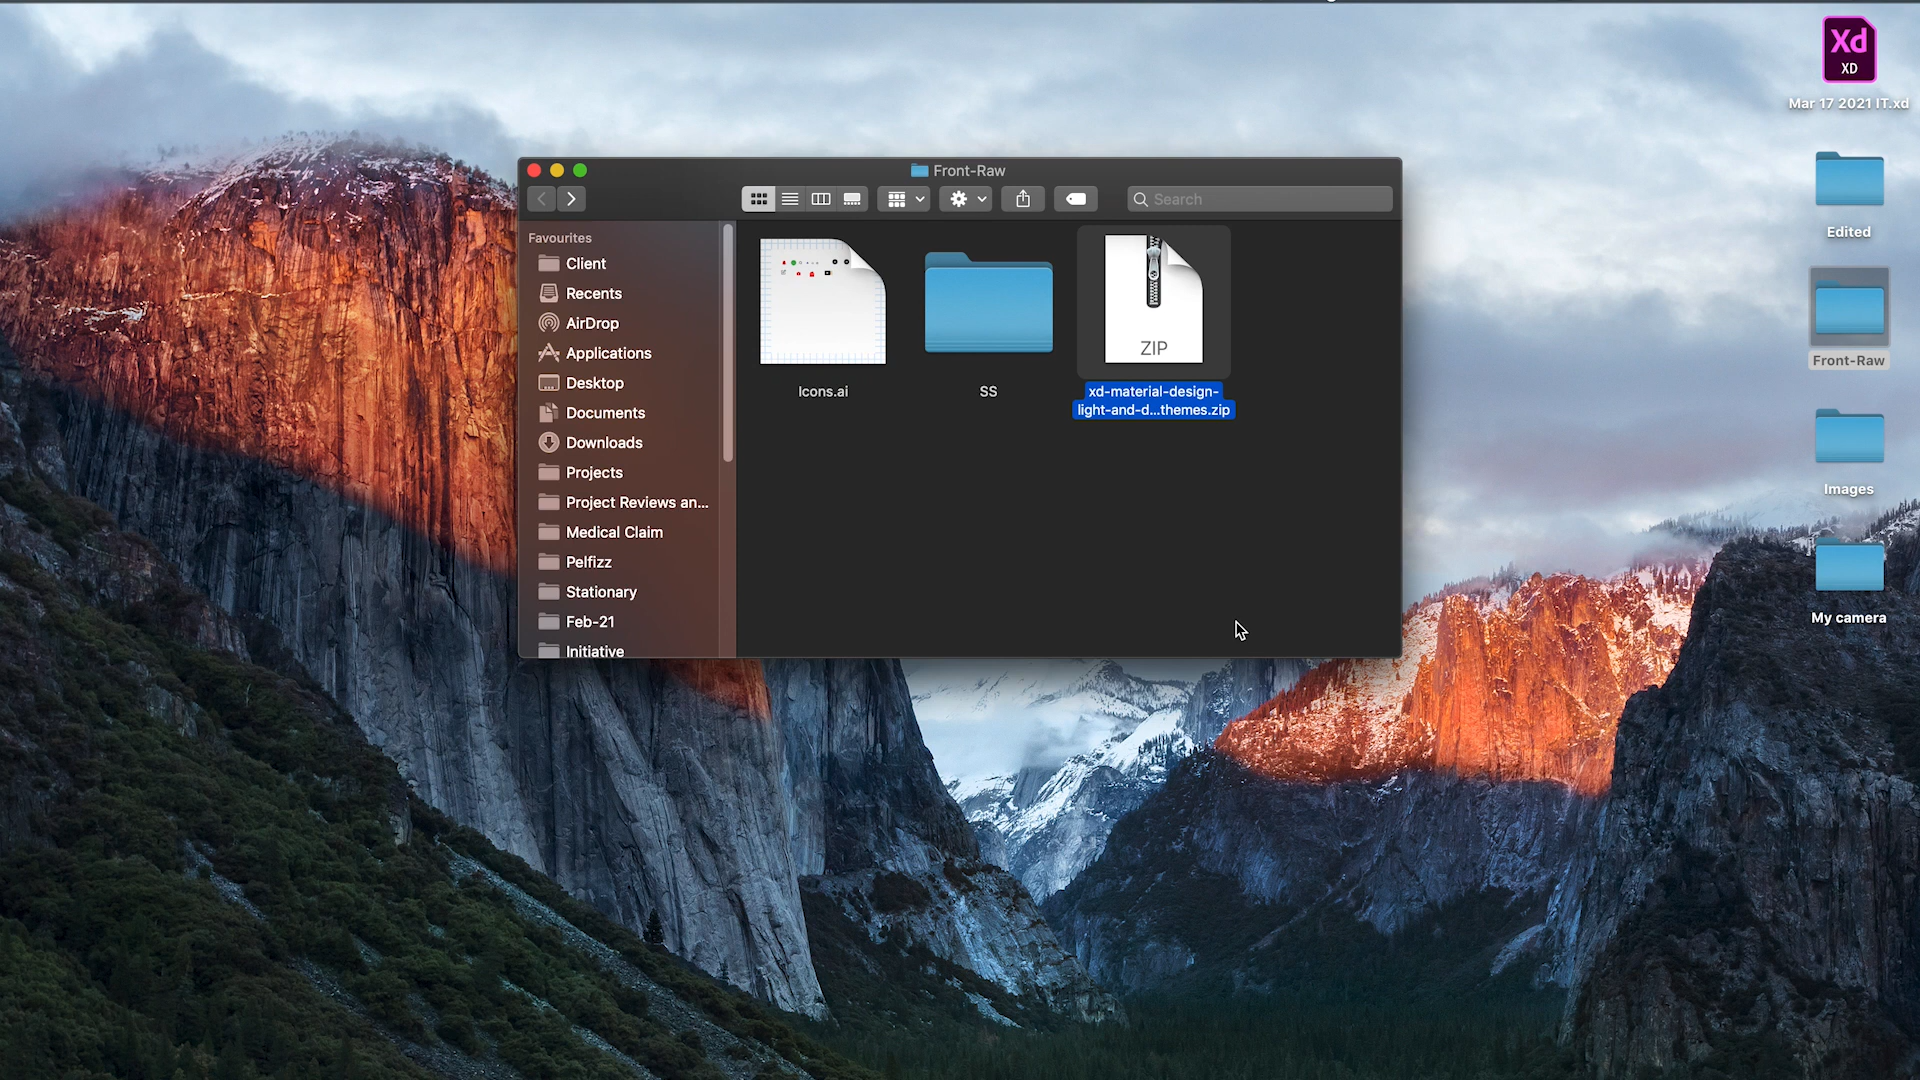 Front-Raw
Search
Favourites
Client
Recents
AirDrop
Applications
Desktop
Documents
Downloads
Projects
Project Reviews an...
Medical Claim
Pelfizz
Stationary
Feb-21
Initiative
Icons.ai
SS
ZIP
xd-material-design-
light-and-d...themes.zip
Xd
XD
Mar 17 2021 IT.xd
Edited
Front-Raw
Images
My camera